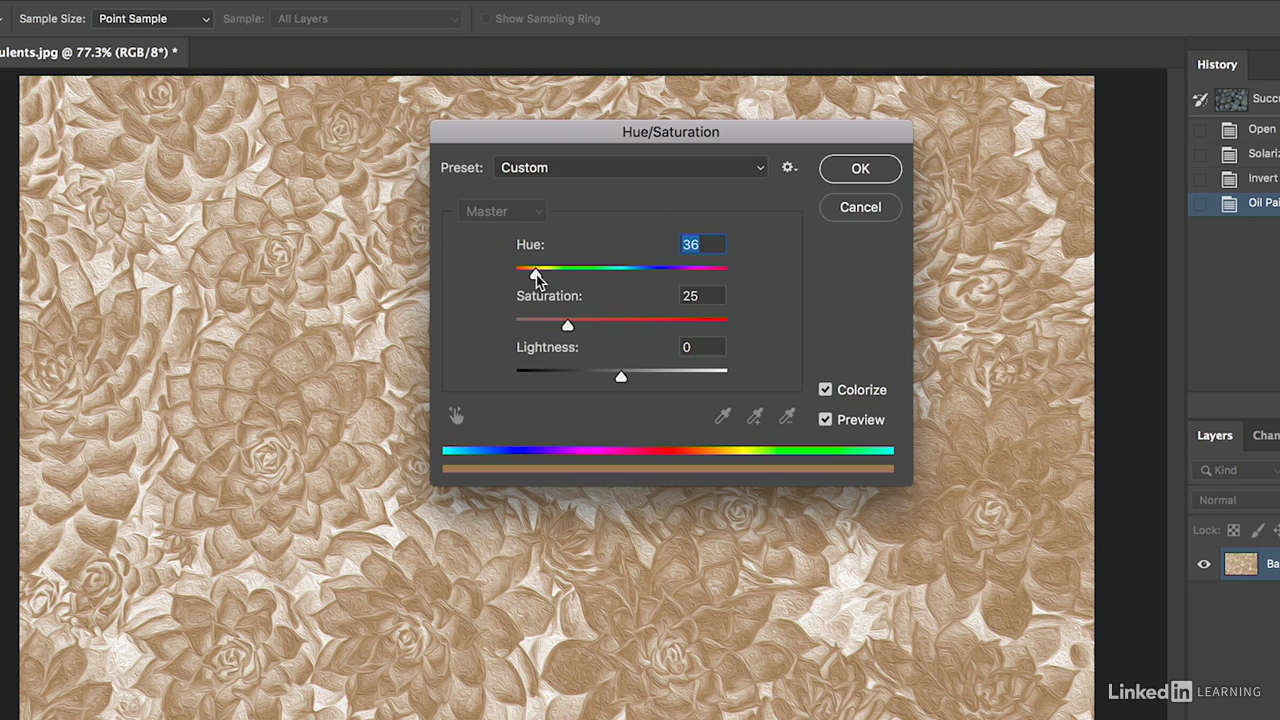 Sample Size: Point Sample Sample: All Layers Show Sampling Ring
ulents.jpg @ 77.3% (RGB/8*) *
History
Succ
Open
Solariz
Invert
Oil Pai
Hue/Saturation
Preset: Custom
OK
Cancel
Master
Hue: 36
Saturation: 25
Lightness: 0
Colorize
Preview
Layers Chan
Kind
Normal
Lock:
Ba
LinkedIn LEARNING